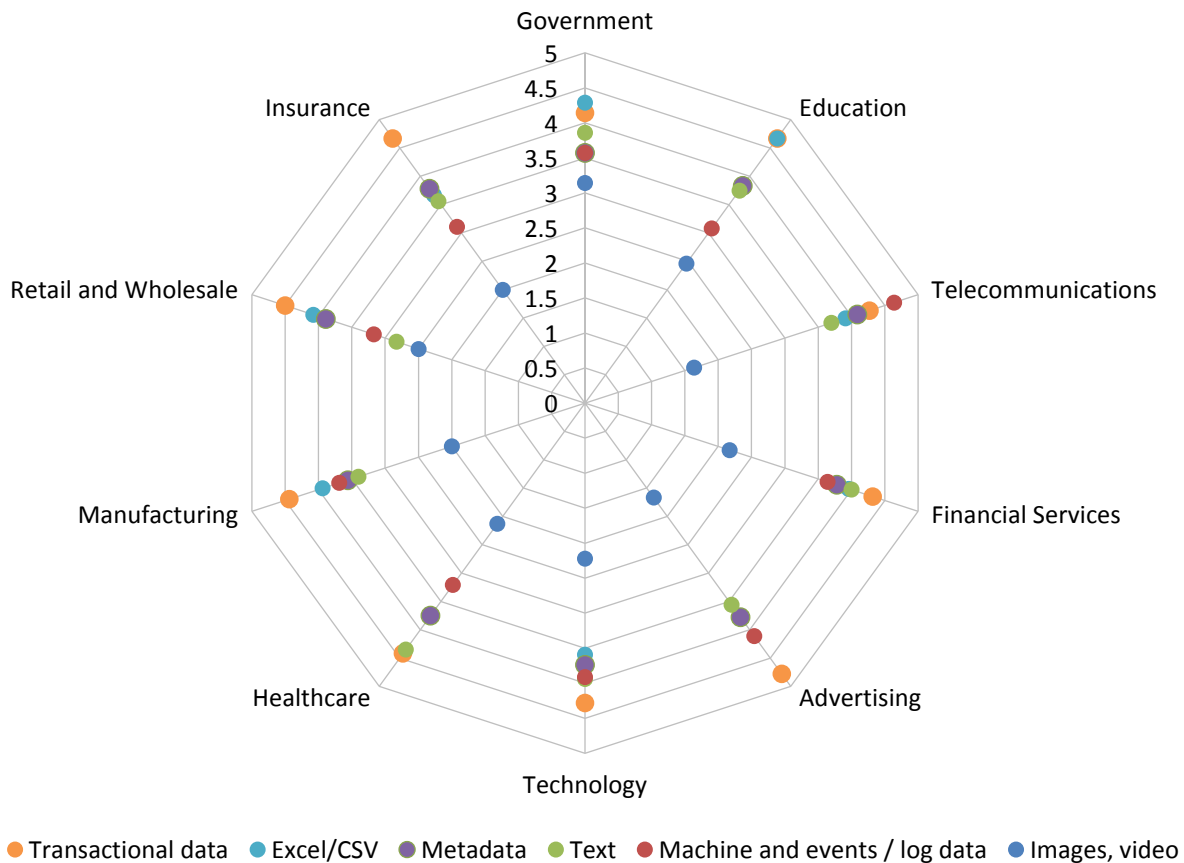 Government
5
Insurance
4.5
Education
4
3.5
3
2.5
2
Retail and Wholesale
1.5
Telecommunications
1
0.5
0
Manufacturing
Financial Services
Healthcare
Advertising
Technology
Transactional data Excel/CSV Metadata Text Machine and events / log data Images, video